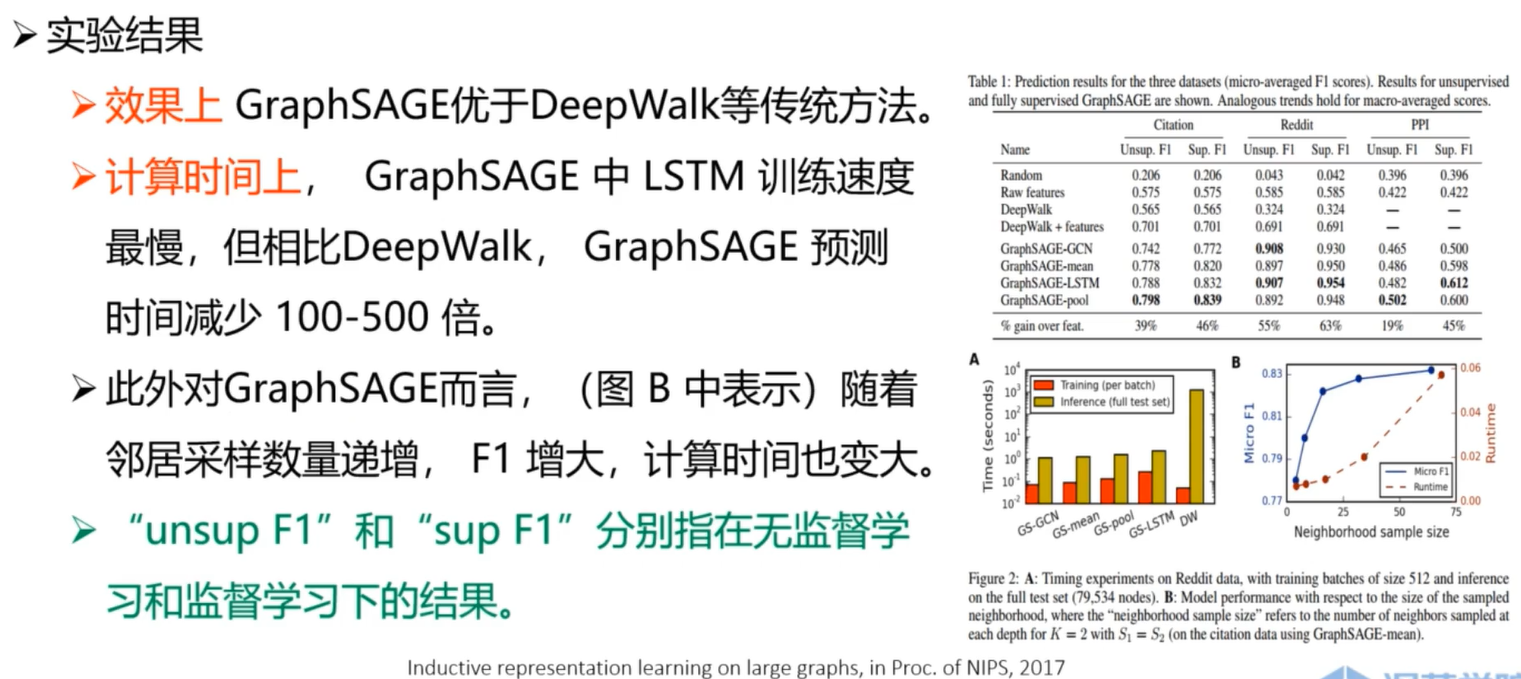 ➢ 实验结果
➢ 效果上 GraphSAGE优于DeepWalk等传统方法。
➢ 计算时间上， GraphSAGE 中 LSTM 训练速度
最慢，但相比DeepWalk， GraphSAGE 预测
时间减少 100-500 倍。
➢ 此外对GraphSAGE而言，（图 B 中表示）随着
邻居采样数量递增， F1 增大，计算时间也变大。
➢ “unsup F1”和“sup F1”分别指在无监督学
习和监督学习下的结果。
Table 1: Prediction results for the three datasets (micro-averaged F1 scores). Results for unsupervised
and fully supervised GraphSAGE are shown. Analogous trends hold for macro-averaged scores.
Citation Reddit PPI
Name Unsup. F1 Sup. F1 Unsup. F1 Sup. F1 Unsup. F1 Sup. F1
Random 0.206 0.206 0.043 0.042 0.396 0.396
Raw features 0.575 0.575 0.585 0.585 0.422 0.422
DeepWalk 0.565 0.565 0.324 0.324 — —
DeepWalk + features 0.701 0.701 0.691 0.691 — —
GraphSAGE-GCN 0.742 0.772 0.908 0.930 0.465 0.500
GraphSAGE-mean 0.778 0.820 0.897 0.950 0.486 0.598
GraphSAGE-LSTM 0.788 0.832 0.907 0.954 0.482 0.612
GraphSAGE-pool 0.798 0.839 0.892 0.948 0.502 0.600
% gain over feat. 39% 46% 55% 63% 19% 45%
A
Time (seconds)
10^4
10^3
10^2
10^1
10^0
10^-1
10^-2
Training (per batch)
Inference (full test set)
GS-GCN GS-mean GS-pool GS-LSTM DW
B
Micro F1
0.83
0.81
0.79
0.77
Micro F1
Runtime
0.06
0.04
0.02
0.00
Runtime
0 25 50 75
Neighborhood sample size
Figure 2: A: Timing experiments on Reddit data, with training batches of size 512 and inference
on the full test set (79,534 nodes). B: Model performance with respect to the size of the sampled
neighborhood, where the “neighborhood sample size” refers to the number of neighbors sampled at
each depth for K = 2 with S1 = S2 (on the citation data using GraphSAGE-mean).
Inductive representation learning on large graphs, in Proc. of NIPS, 2017